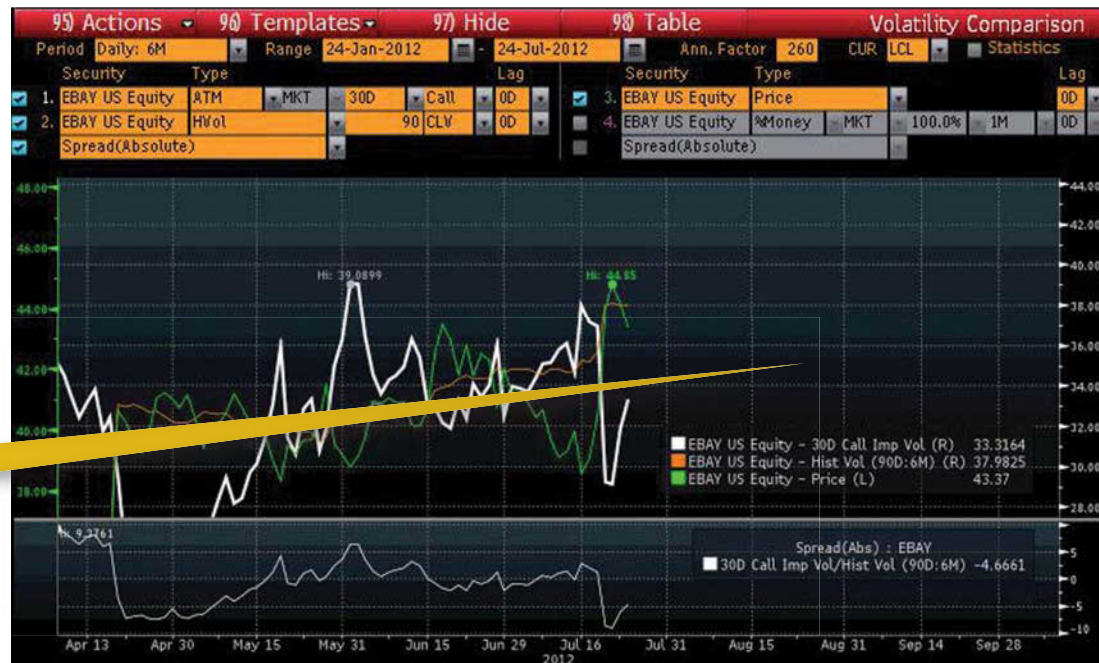 95) Actions 96) Templates 97) Hide 98) Table Volatility Comparison
Period Daily: 6M Range 24-Jan-2012 - 24-Jul-2012 Ann. Factor 260 CUR LCL Statistics
Security Type Lag Security Type Lag
1. EBAY US Equity ATM MKT 30D Call 0D 3. EBAY US Equity Price 0D
2. EBAY US Equity HVol 90 CLV 0D 4. EBAY US Equity %Money MKT 100.0% 1M 0D
Spread(Absolute) Spread(Absolute)
48.00 44.00
42.00
46.00 40.00
Hi: 39.0899 Hi: 44.85
44.00 38.00
36.00
42.00 34.00
40.00 32.00
EBAY US Equity - 30D Call Imp Vol (R) 33.3164
EBAY US Equity - Hist Vol (90D:6M) (R) 37.9825 30.00
EBAY US Equity - Price (L) 43.37
38.00 28.00
Hi: 9.2761
Spread(Abs) : EBAY 5
30D Call Imp Vol/Hist Vol (90D:6M) -4.6661 0
-5
-10
Apr 13 Apr 30 May 15 May 31 Jun 15 Jun 29 Jul 16 Jul 31 Aug 15 Aug 31 Sep 14 Sep 28
2012